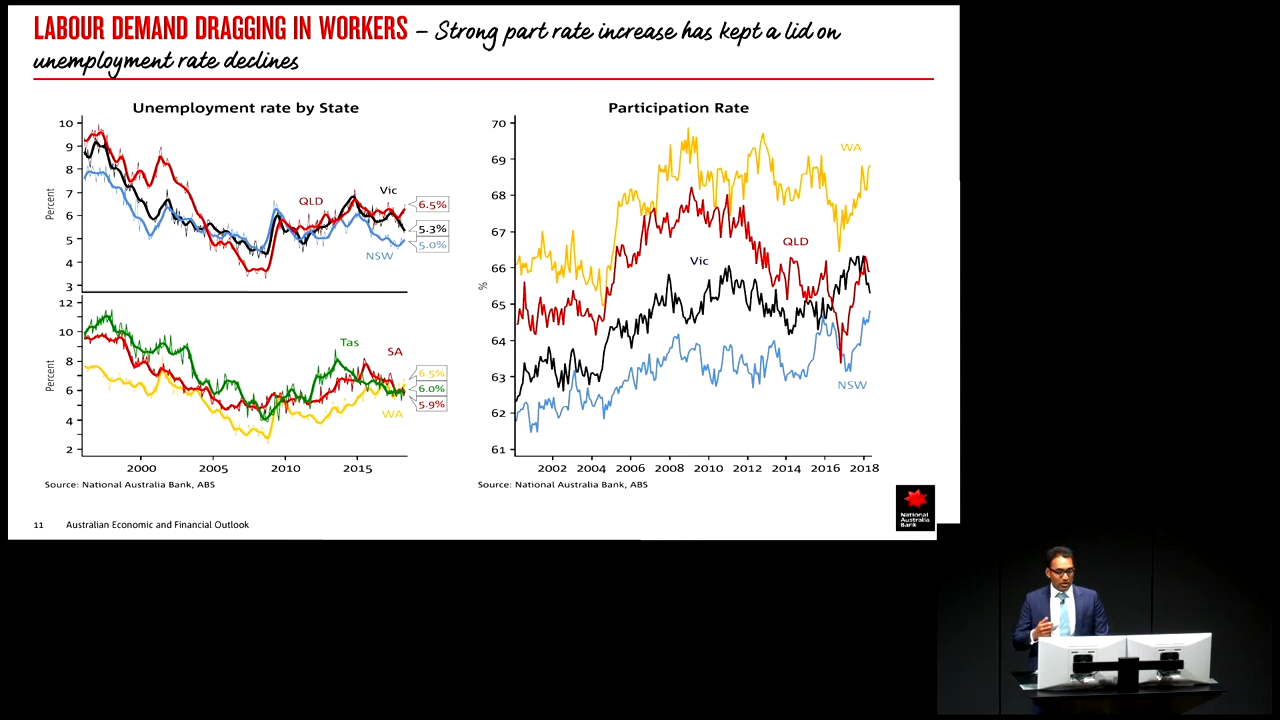 LABOUR DEMAND DRAGGING IN WORKERS – Strong part rate increase has kept a lid on
unemployment rate declines
Unemployment rate by State
10
9
8
7
6
5
4
3
Percent
QLD
Vic
NSW
6.5%
5.3%
5.0%
12
10
8
6
4
2
Percent
Tas
SA
WA
6.5%
6.0%
5.9%
2000 2005 2010 2015
Source: National Australia Bank, ABS
Participation Rate
70
69
68
67
66
65
64
63
62
61
%
WA
QLD
Vic
NSW
2002 2004 2006 2008 2010 2012 2014 2016 2018
Source: National Australia Bank, ABS
11 Australian Economic and Financial Outlook
National
Australia
Bank